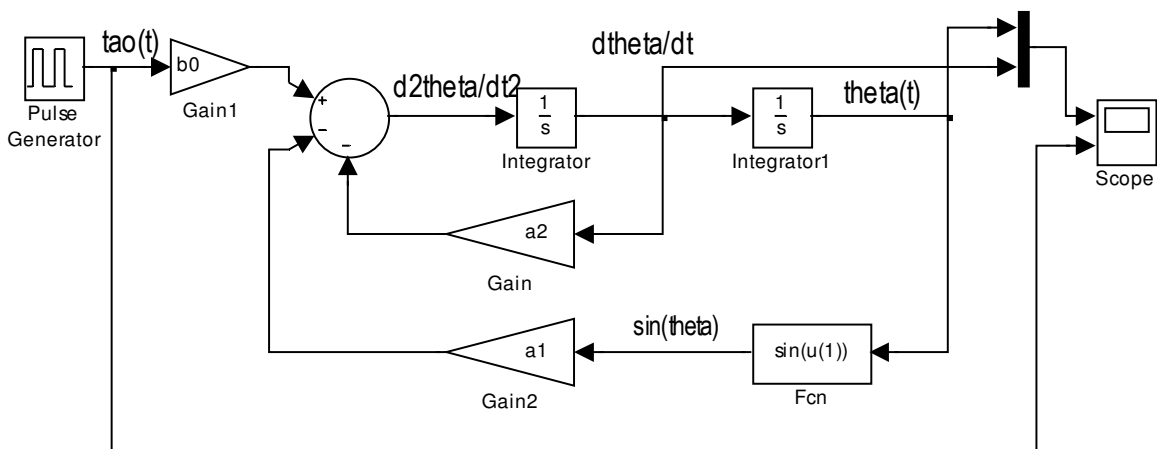 tao(t)
b0
Gain1
Pulse
Generator
+
−
−
d2theta/dt2
1
s
Integrator
dtheta/dt
1
s
Integrator1
theta(t)
Scope
a2
Gain
a1
Gain2
sin(theta)
sin(u(1))
Fcn